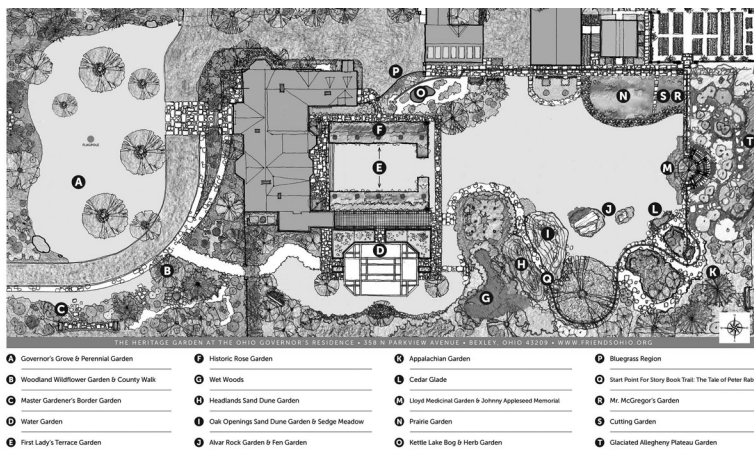 P
O
N
S
R
F
FLAGPOLE
E
T
M
A
J
L
I
D
B
H
K
Q
G
C
THE HERITAGE GARDEN AT THE OHIO GOVERNOR'S RESIDENCE • 358 N PARKVIEW AVENUE • BEXLEY, OHIO 43209 • WWW.FRIENDSOHIO.ORG
A Governor's Grove & Perennial Garden
B Woodland Wildflower Garden & County Walk
C Master Gardener's Border Garden
D Water Garden
E First Lady's Terrace Garden
F Historic Rose Garden
G Wet Woods
H Headlands Sand Dune Garden
I Oak Openings Sand Dune Garden & Sedge Meadow
J Alvar Rock Garden & Fen Garden
K Appalachian Garden
L Cedar Glade
M Lloyd Medicinal Garden & Johnny Appleseed Memorial
N Prairie Garden
O Kettle Lake Bog & Herb Garden
P Bluegrass Region
Q Start Point For Story Book Trail: The Tale of Peter Rab
R Mr. McGregor's Garden
S Cutting Garden
T Glaciated Allegheny Plateau Garden